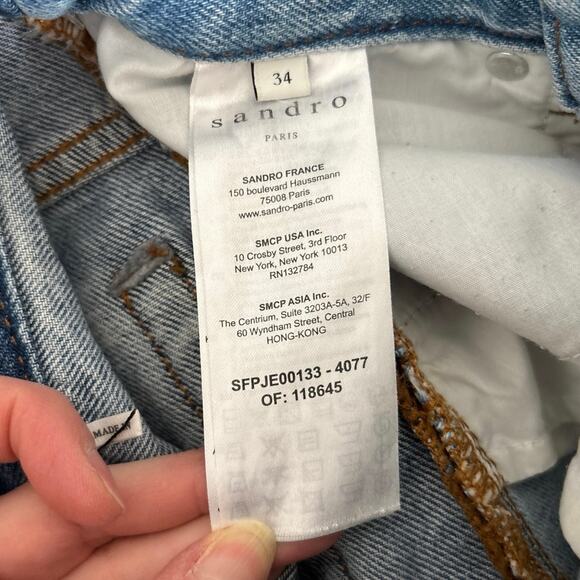 34
sandro
PARIS
SANDRO FRANCE
150 boulevard Haussmann
75008 Paris
www.sandro-paris.com
SMCP USA Inc.
10 Crosby Street, 3rd Floor
New York, New York 10013
RN132784
SMCP ASIA Inc.
The Centrium, Suite 3203A-5A, 32/F
60 Wyndham Street, Central
HONG-KONG
SFPJE00133 - 4077
OF: 118645
MADE IN